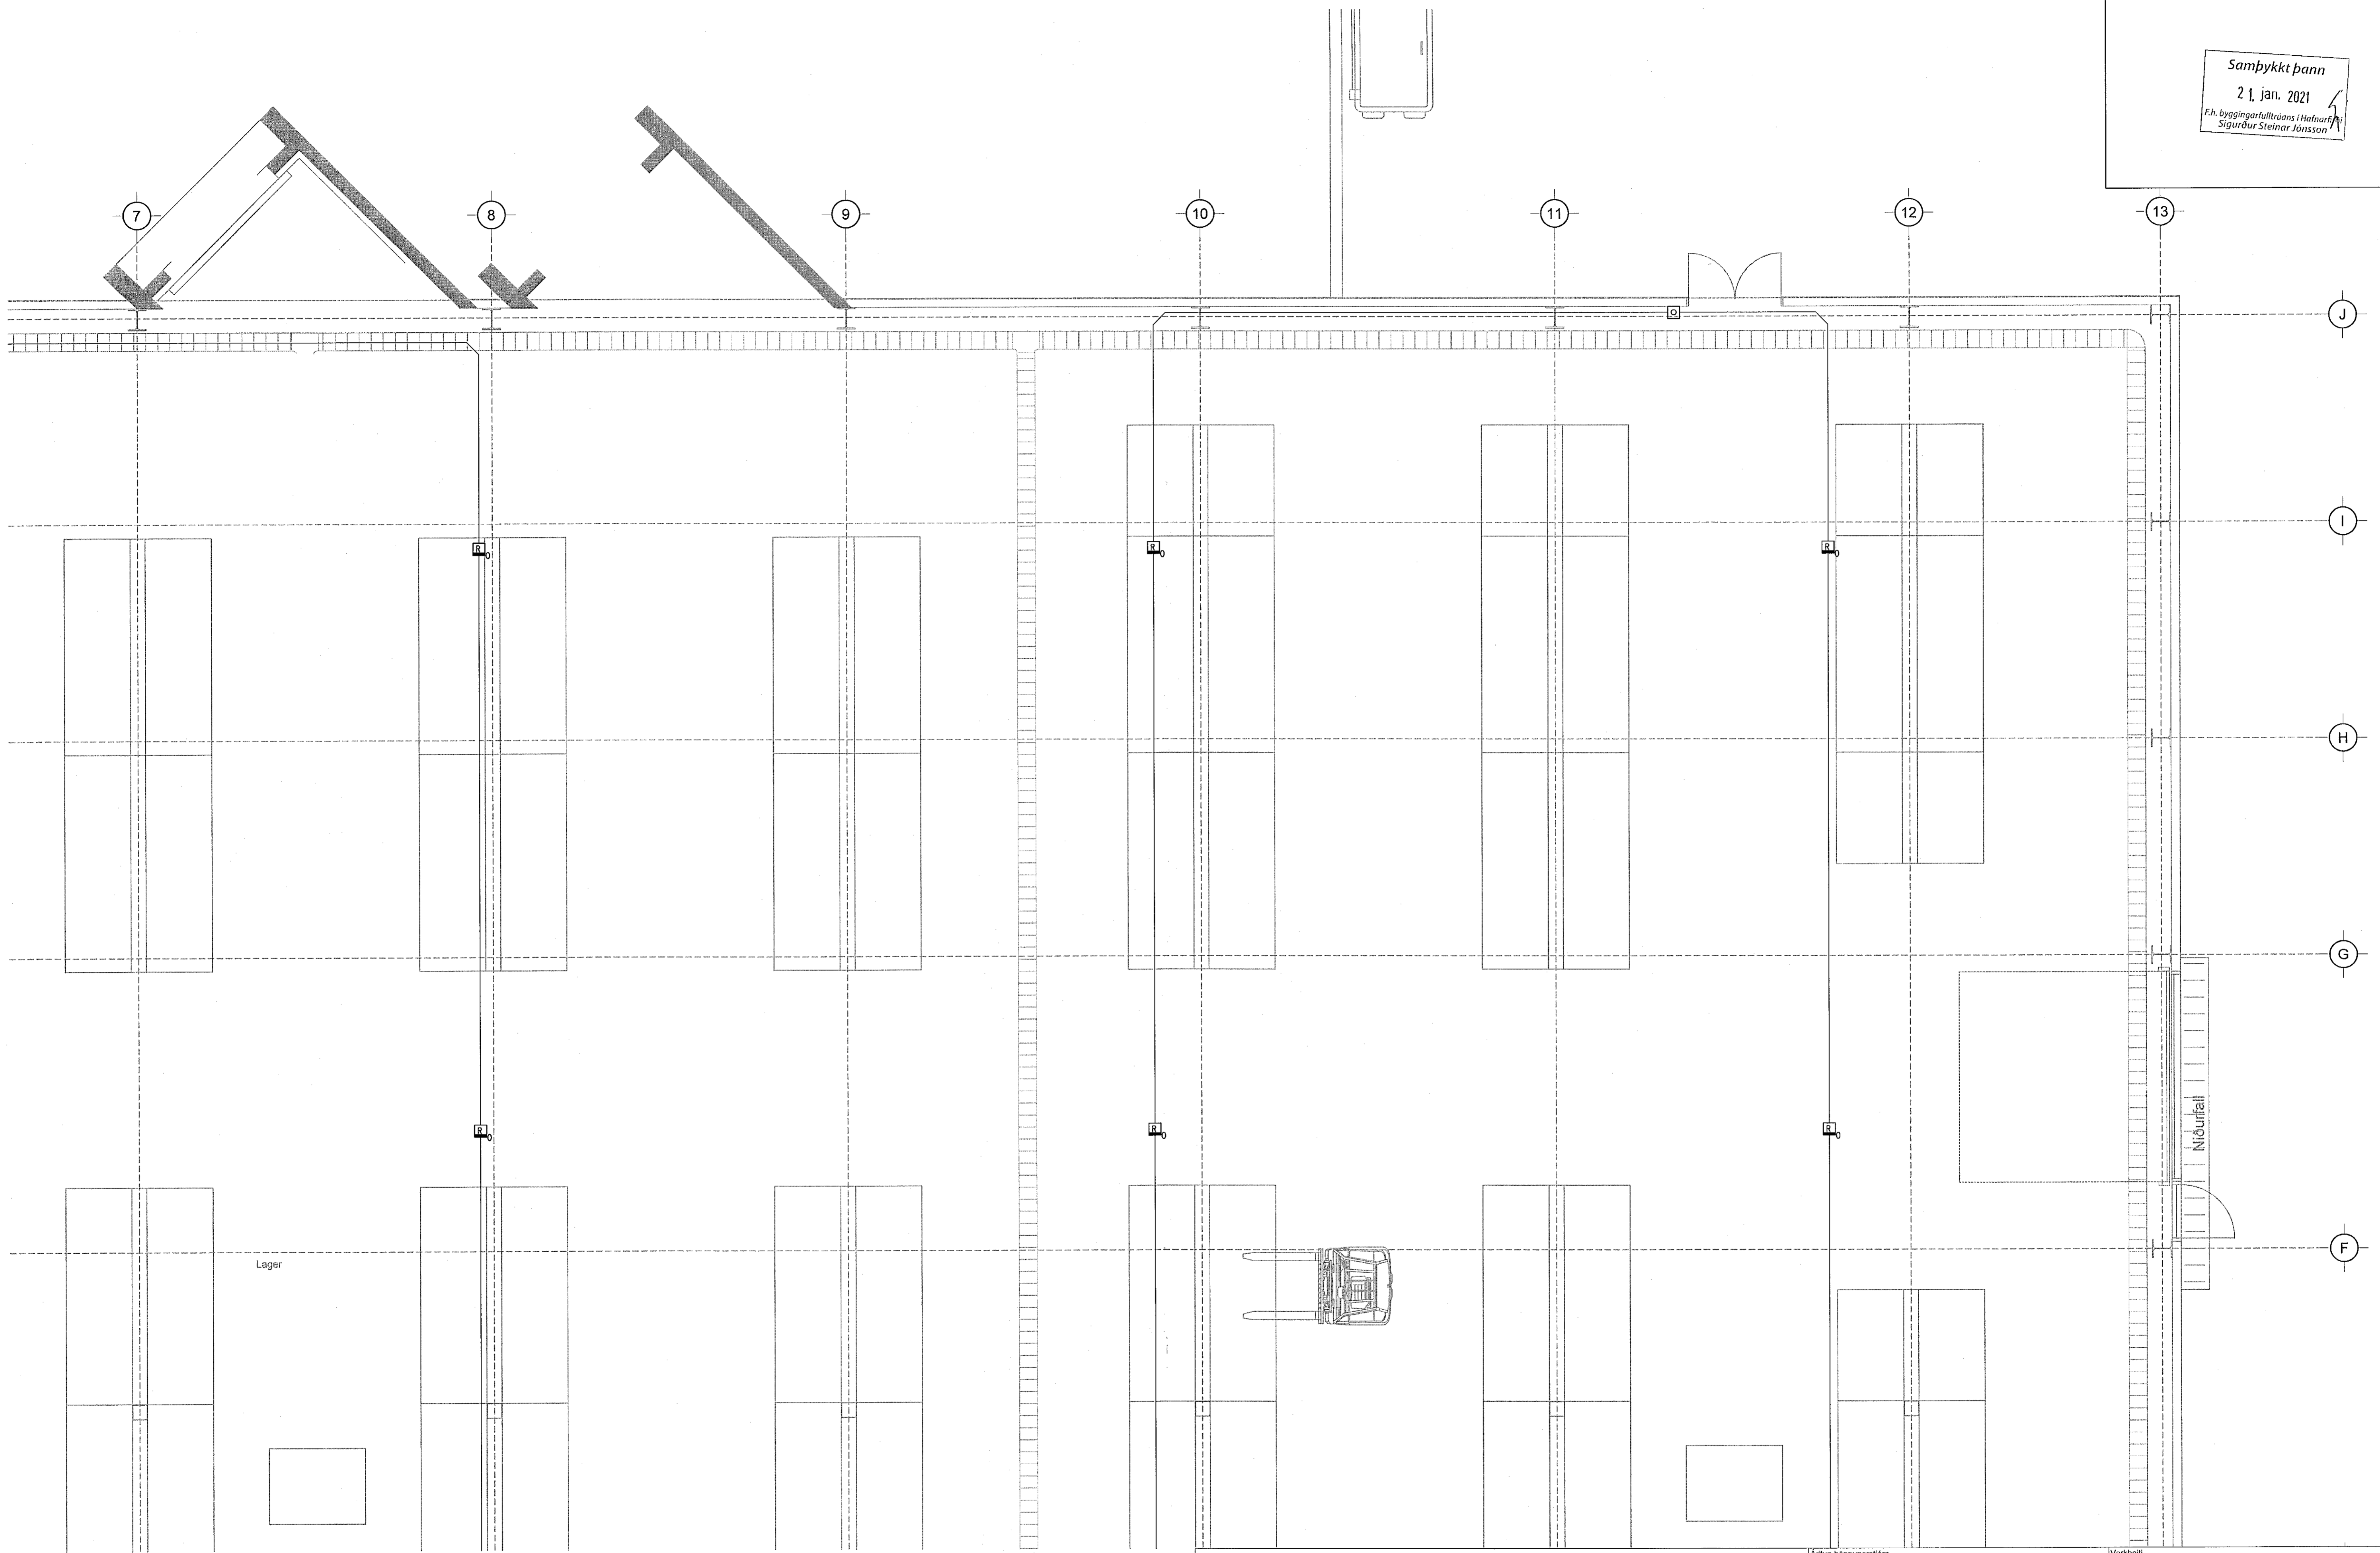 Samþykkt þann
21. jan. 2021
F.h. byggingarfulltrúans í Hafnarfirði
Sigurður Steinar Jónsson
7
8
9
10
11
12
13
J
I
R
R
R
H
G
Niðurfall
R
R
R
F
Lager